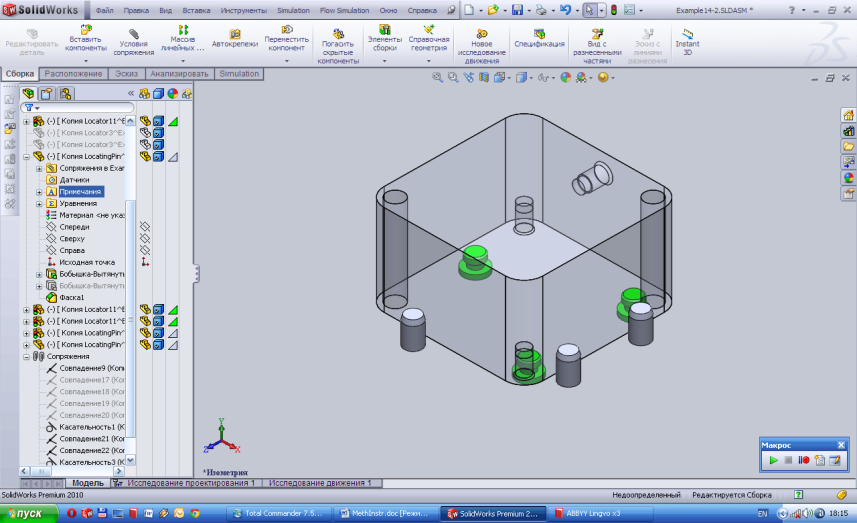 SolidWorks Файл Правка Вид Вставка Инструменты Simulation Flow Simulation Окно Справка Example14-2.SLDASM *
Редактировать деталь
Вставить компоненты
Условия сопряжения
Массив линейных ...
Автокрепежи
Переместить компонент
Погасить скрытые компоненты
Элементы сборки
Справочная геометрия
Новое исследование движения
Спецификация
Вид с разнесенными частями
Эскиз с линиями разнесения
Instant 3D
Сборка Расположение Эскиз Анализировать Simulation
(-) [ Копия Locator11^E
(-) [ Копия Locator3^Ex
(-) [ Копия Locator3^Ex
(-) [ Копия LocatingPin^
Сопряжения в Exam
Датчики
Примечания
Уравнения
Материал <не указ
Спереди
Сверху
Справа
Исходная точка
Бобышка-Вытянуть
Бобышка-Вытянуть
Фаска1
(-) [ Копия Locator11^E
(-) [ Копия Locator11^E
(-) [ Копия LocatingPin^
(-) [ Копия LocatingPin^
Сопряжения
Совпадение9 (Коп
Совпадение17 (Ко
Совпадение18 (Ко
Совпадение19 (Ко
Совпадение20 (Ко
Касательность1 (К
Совпадение21 (Ко
Совпадение22 (Ко
Касательность3 (К
Y
X
Z
*Изометрия
Макрос
Модель Исследование проектирования 1 Исследование движения 1
SolidWorks Premium 2010 Недоопределенный Редактируется Сборка
пуск Total Commander 7.5... MethInstr.doc [Режи... SolidWorks Premium 2... ABBYY Lingvo x3 EN 18:15